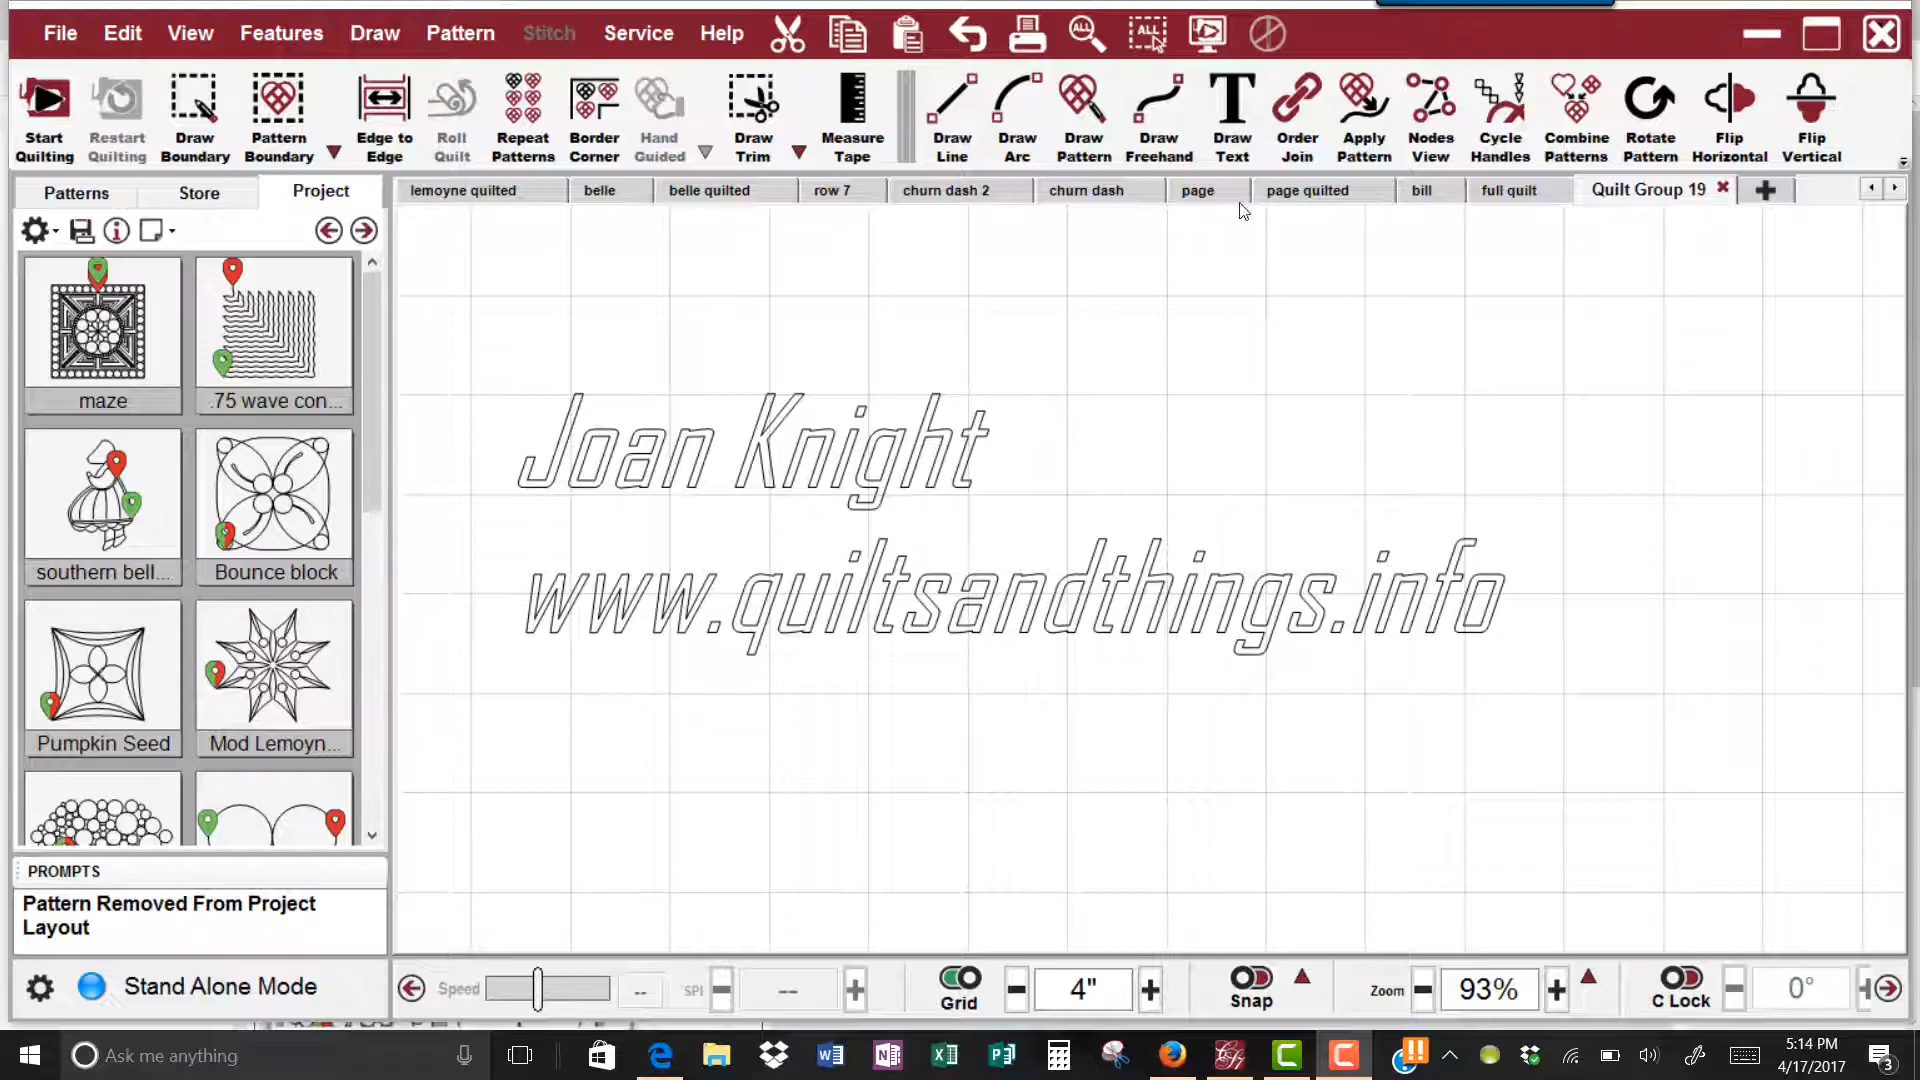 File Edit View Features Draw Pattern Stitch Service Help
ALL
ALL
Start Quilting
Restart Quilting
Draw Boundary
Pattern Boundary
Edge to Edge
Roll Quilt
Repeat Patterns
Border Corner
Hand Guided
Draw Trim
Measure Tape
Draw Line
Draw Arc
Draw Pattern
Draw Freehand
Draw Text
Order Join
Apply Pattern
Nodes View
Cycle Handles
Combine Patterns
Rotate Pattern
Flip Horizontal
Flip Vertical
Patterns Store Project
lemoyne quilted belle belle quilted row 7 churn dash 2 churn dash page page quilted bill full quilt Quilt Group 19
maze .75 wave con...
southern bell... Bounce block
Pumpkin Seed Mod Lemoyn...
Joan Knight
www.quiltsandthings.info
PROMPTS
Pattern Removed From Project
Layout
Stand Alone Mode
Speed -- SPI -- Grid 4" Snap Zoom 93% C Lock 0°
Ask me anything
5:14 PM
4/17/2017
3